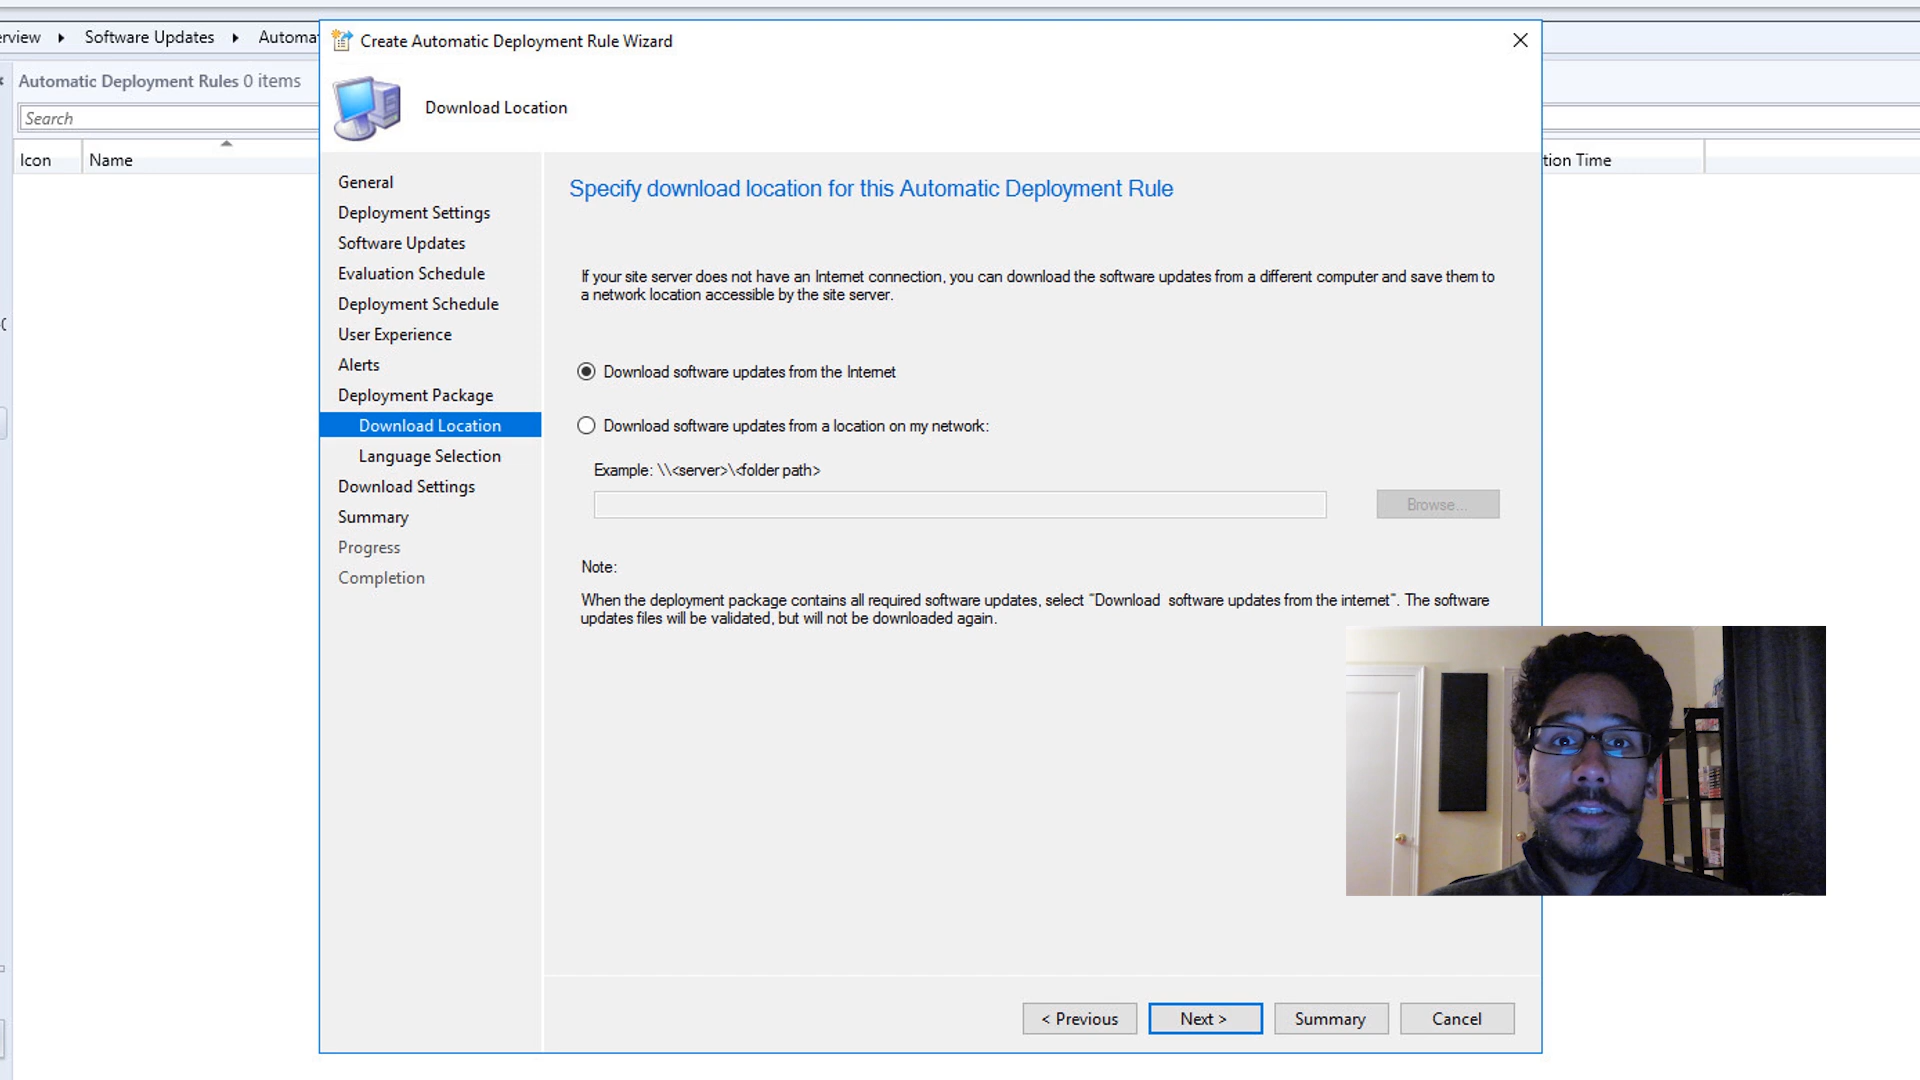 erview ▸ Software Updates ▸ Automa
Create Automatic Deployment Rule Wizard
Automatic Deployment Rules 0 items
Search
Icon
Name
tion Time
Download Location
General
Deployment Settings
Software Updates
Evaluation Schedule
Deployment Schedule
User Experience
Alerts
Deployment Package
Download Location
Language Selection
Download Settings
Summary
Progress
Completion
Specify download location for this Automatic Deployment Rule
If your site server does not have an Internet connection, you can download the software updates from a different computer and save them to
a network location accessible by the site server.
Download software updates from the Internet
Download software updates from a location on my network:
Example: \\<server>\<folder path>
Browse...
Note:
When the deployment package contains all required software updates, select "Download  software updates from the internet". The software
updates files will be validated, but will not be downloaded again.
< Previous
Next >
Summary
Cancel